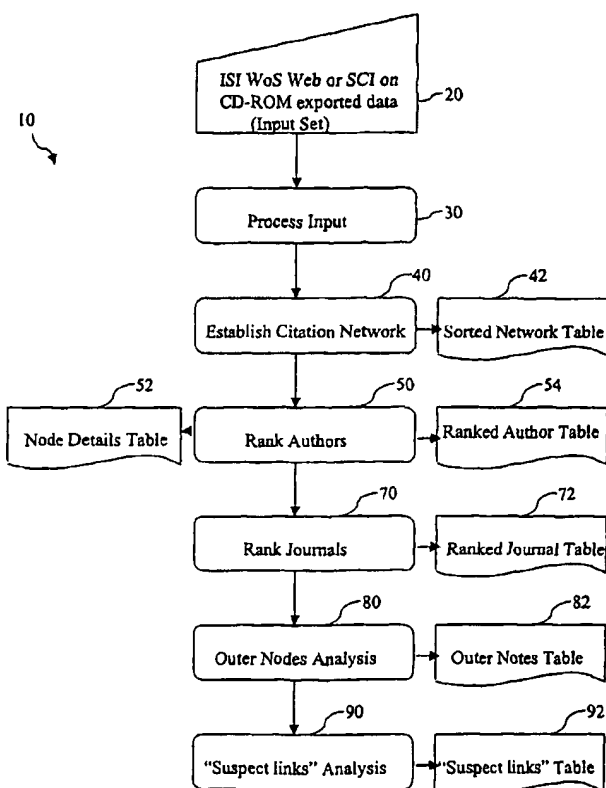 ISI WoS Web or SCI on
CD-ROM exported data
(Input Set)
20
10
Process Input
30
40
42
Establish Citation Network
Sorted Network Table
52
50
54
Node Details Table
Rank Authors
Ranked Author Table
70
72
Rank Journals
Ranked Journal Table
80
82
Outer Nodes Analysis
Outer Notes Table
90
92
"Suspect links" Analysis
"Suspect links" Table